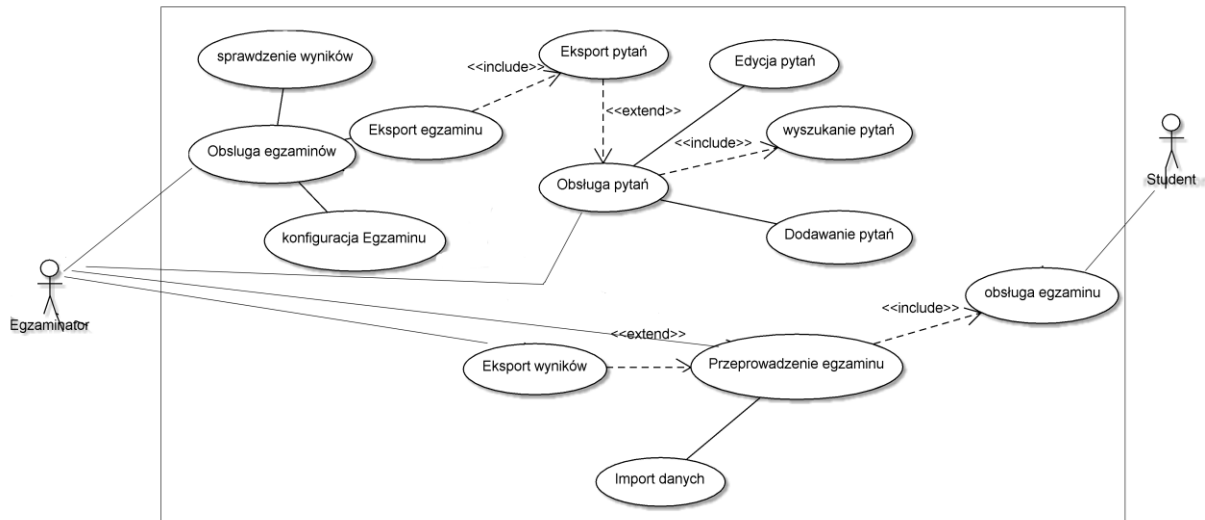 sprawdzenie wyników
Eksport pytań
Edycja pytań
<<include>>
<<extend>>
Eksport egzaminu
wyszukanie pytań
<<include>>
Obsluga egzaminów
Obsługa pytań
Student
konfiguracja Egzaminu
Dodawanie pytań
obsługa egzaminu
<<include>>
Egzaminator
<<extend>>
Eksport wyników
Przeprowadzenie egzaminu
Import danych